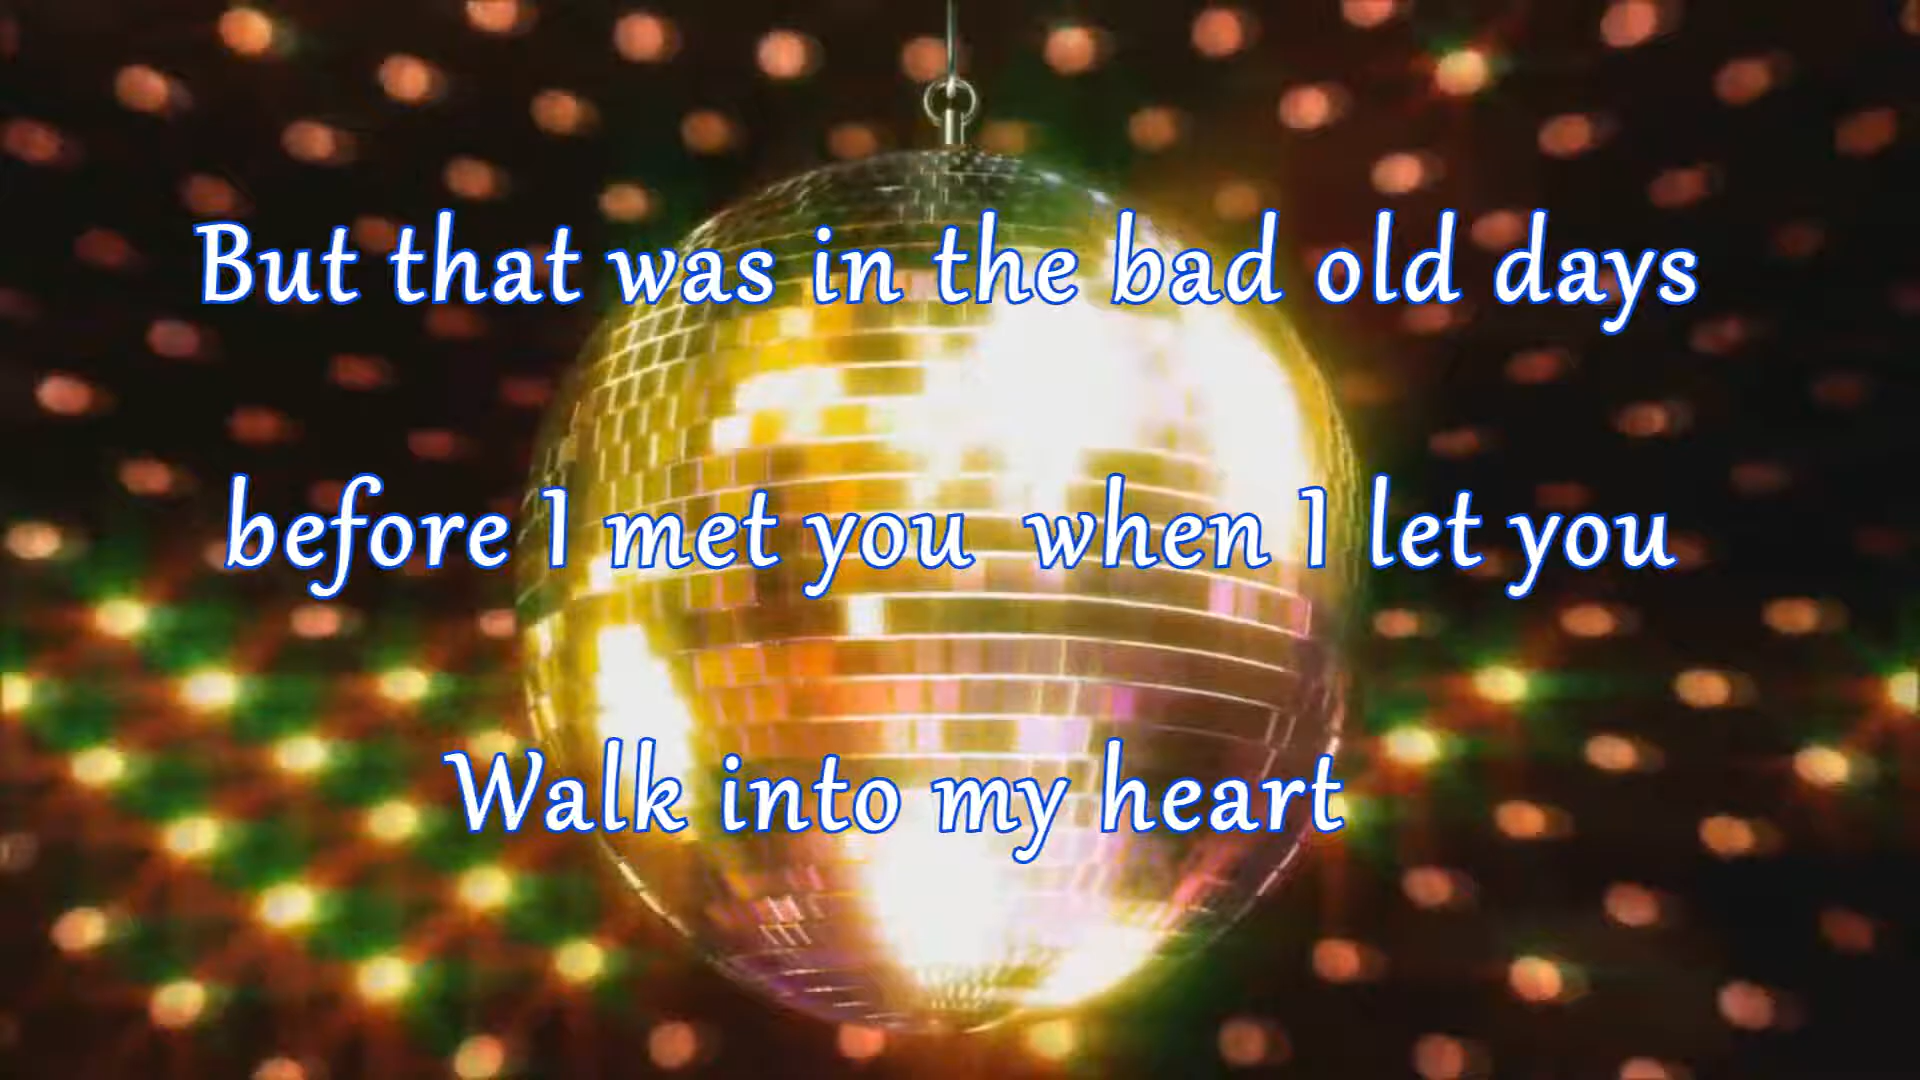 But that was in the bad old days
before I met you when I let you
Walk into my heart